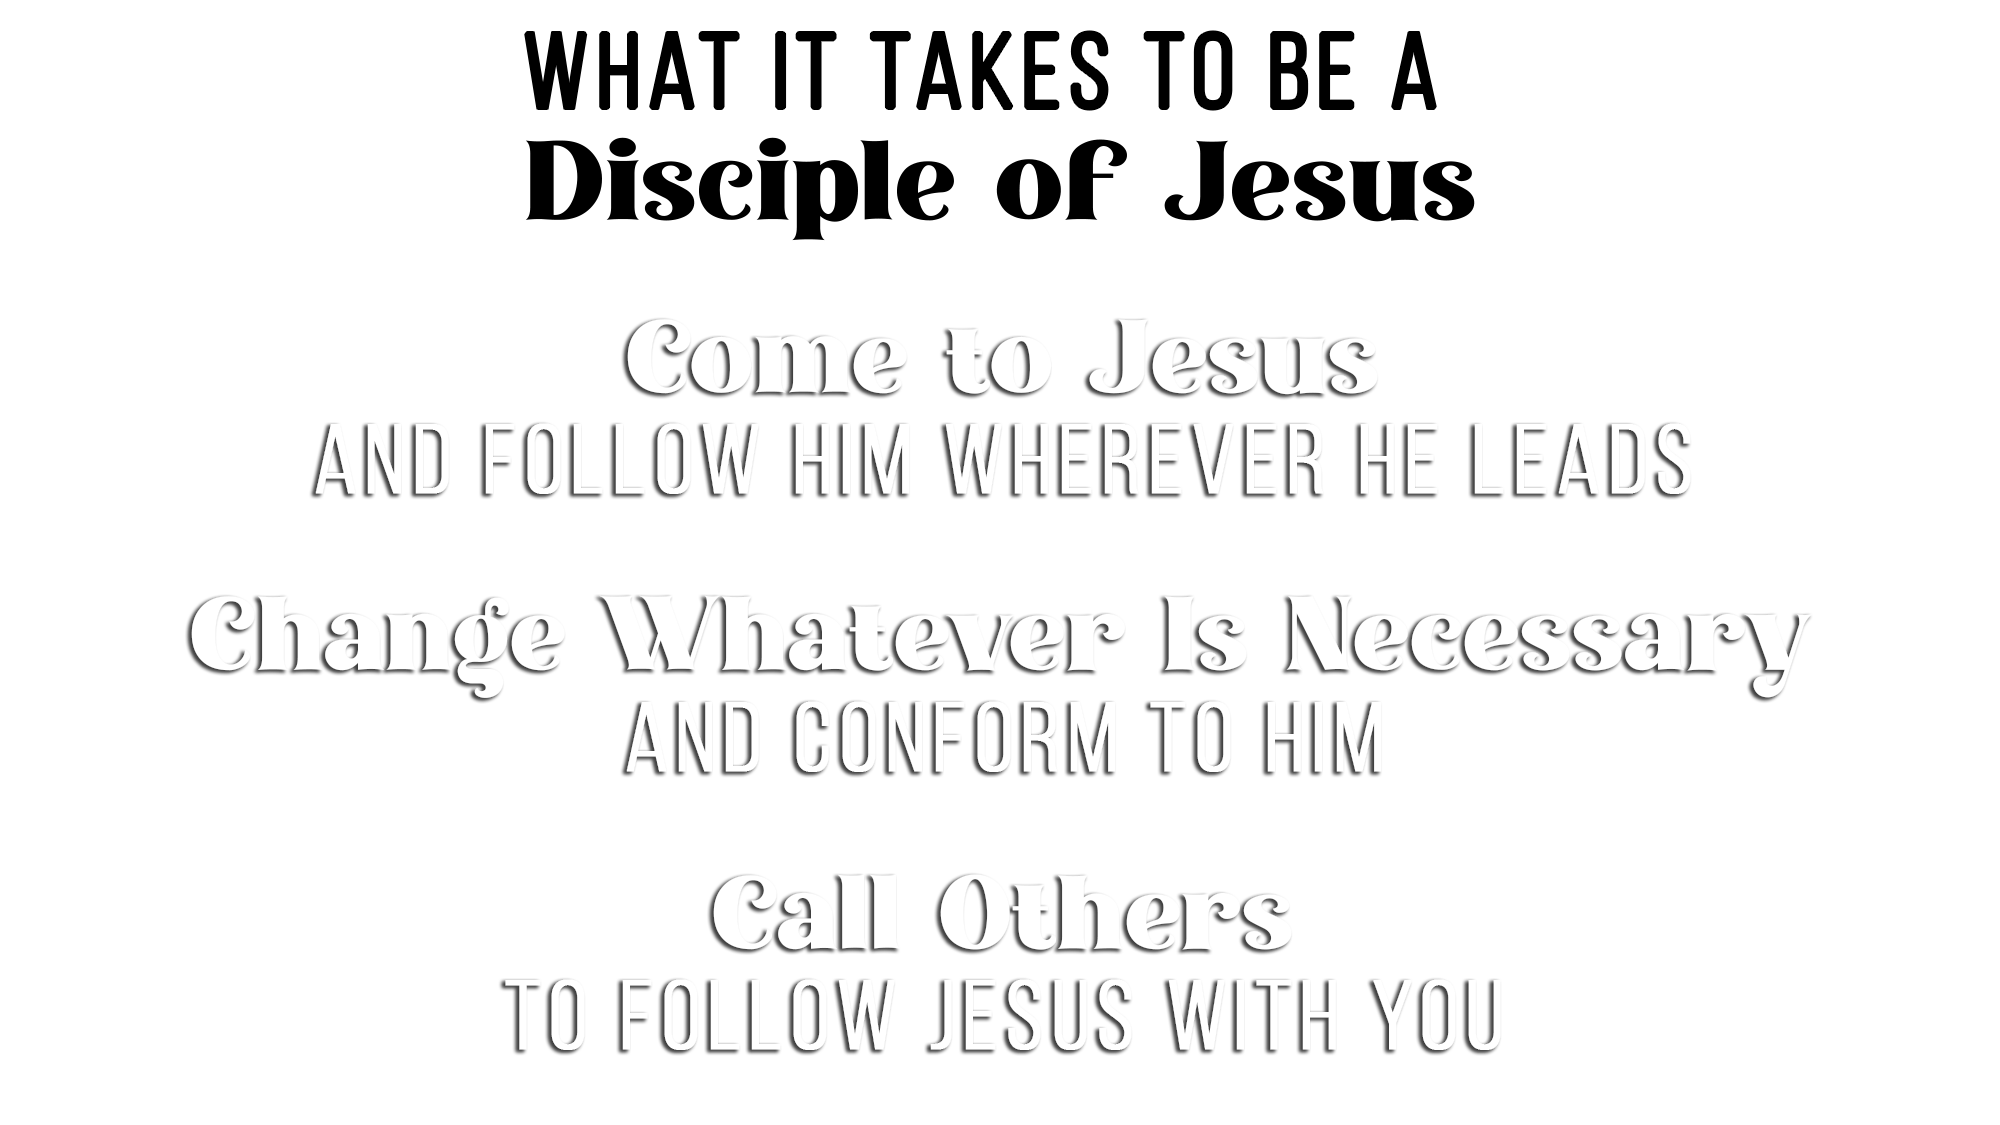 WHAT IT TAKES TO BE A
Disciple of Jesus
Come to Jesus
AND FOLLOW HIM WHEREVER HE LEADS
Change Whatever Is Necessary
AND CONFORM TO HIM
Call Others
TO FOLLOW JESUS WITH YOU